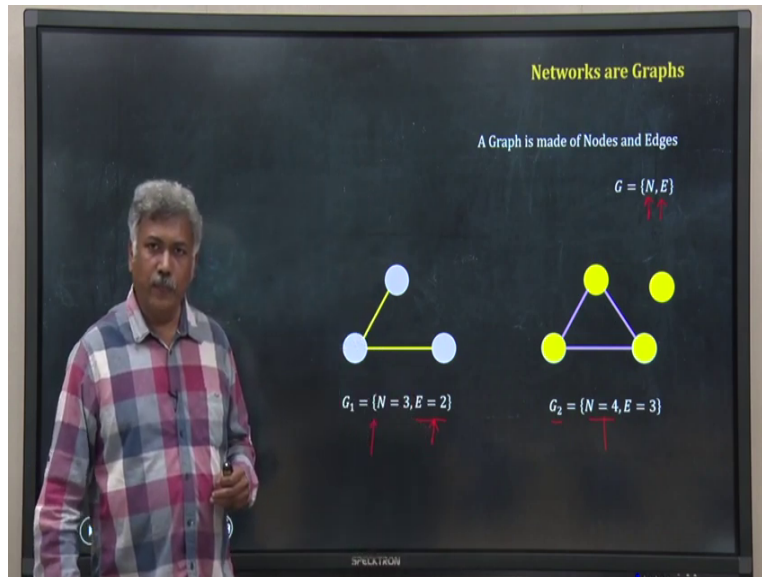 Networks are Graphs
A Graph is made of Nodes and Edges
G = {N, E}
G₁ = {N = 3, E = 2}
G₂ = {N = 4, E = 3}
SPECKTRON